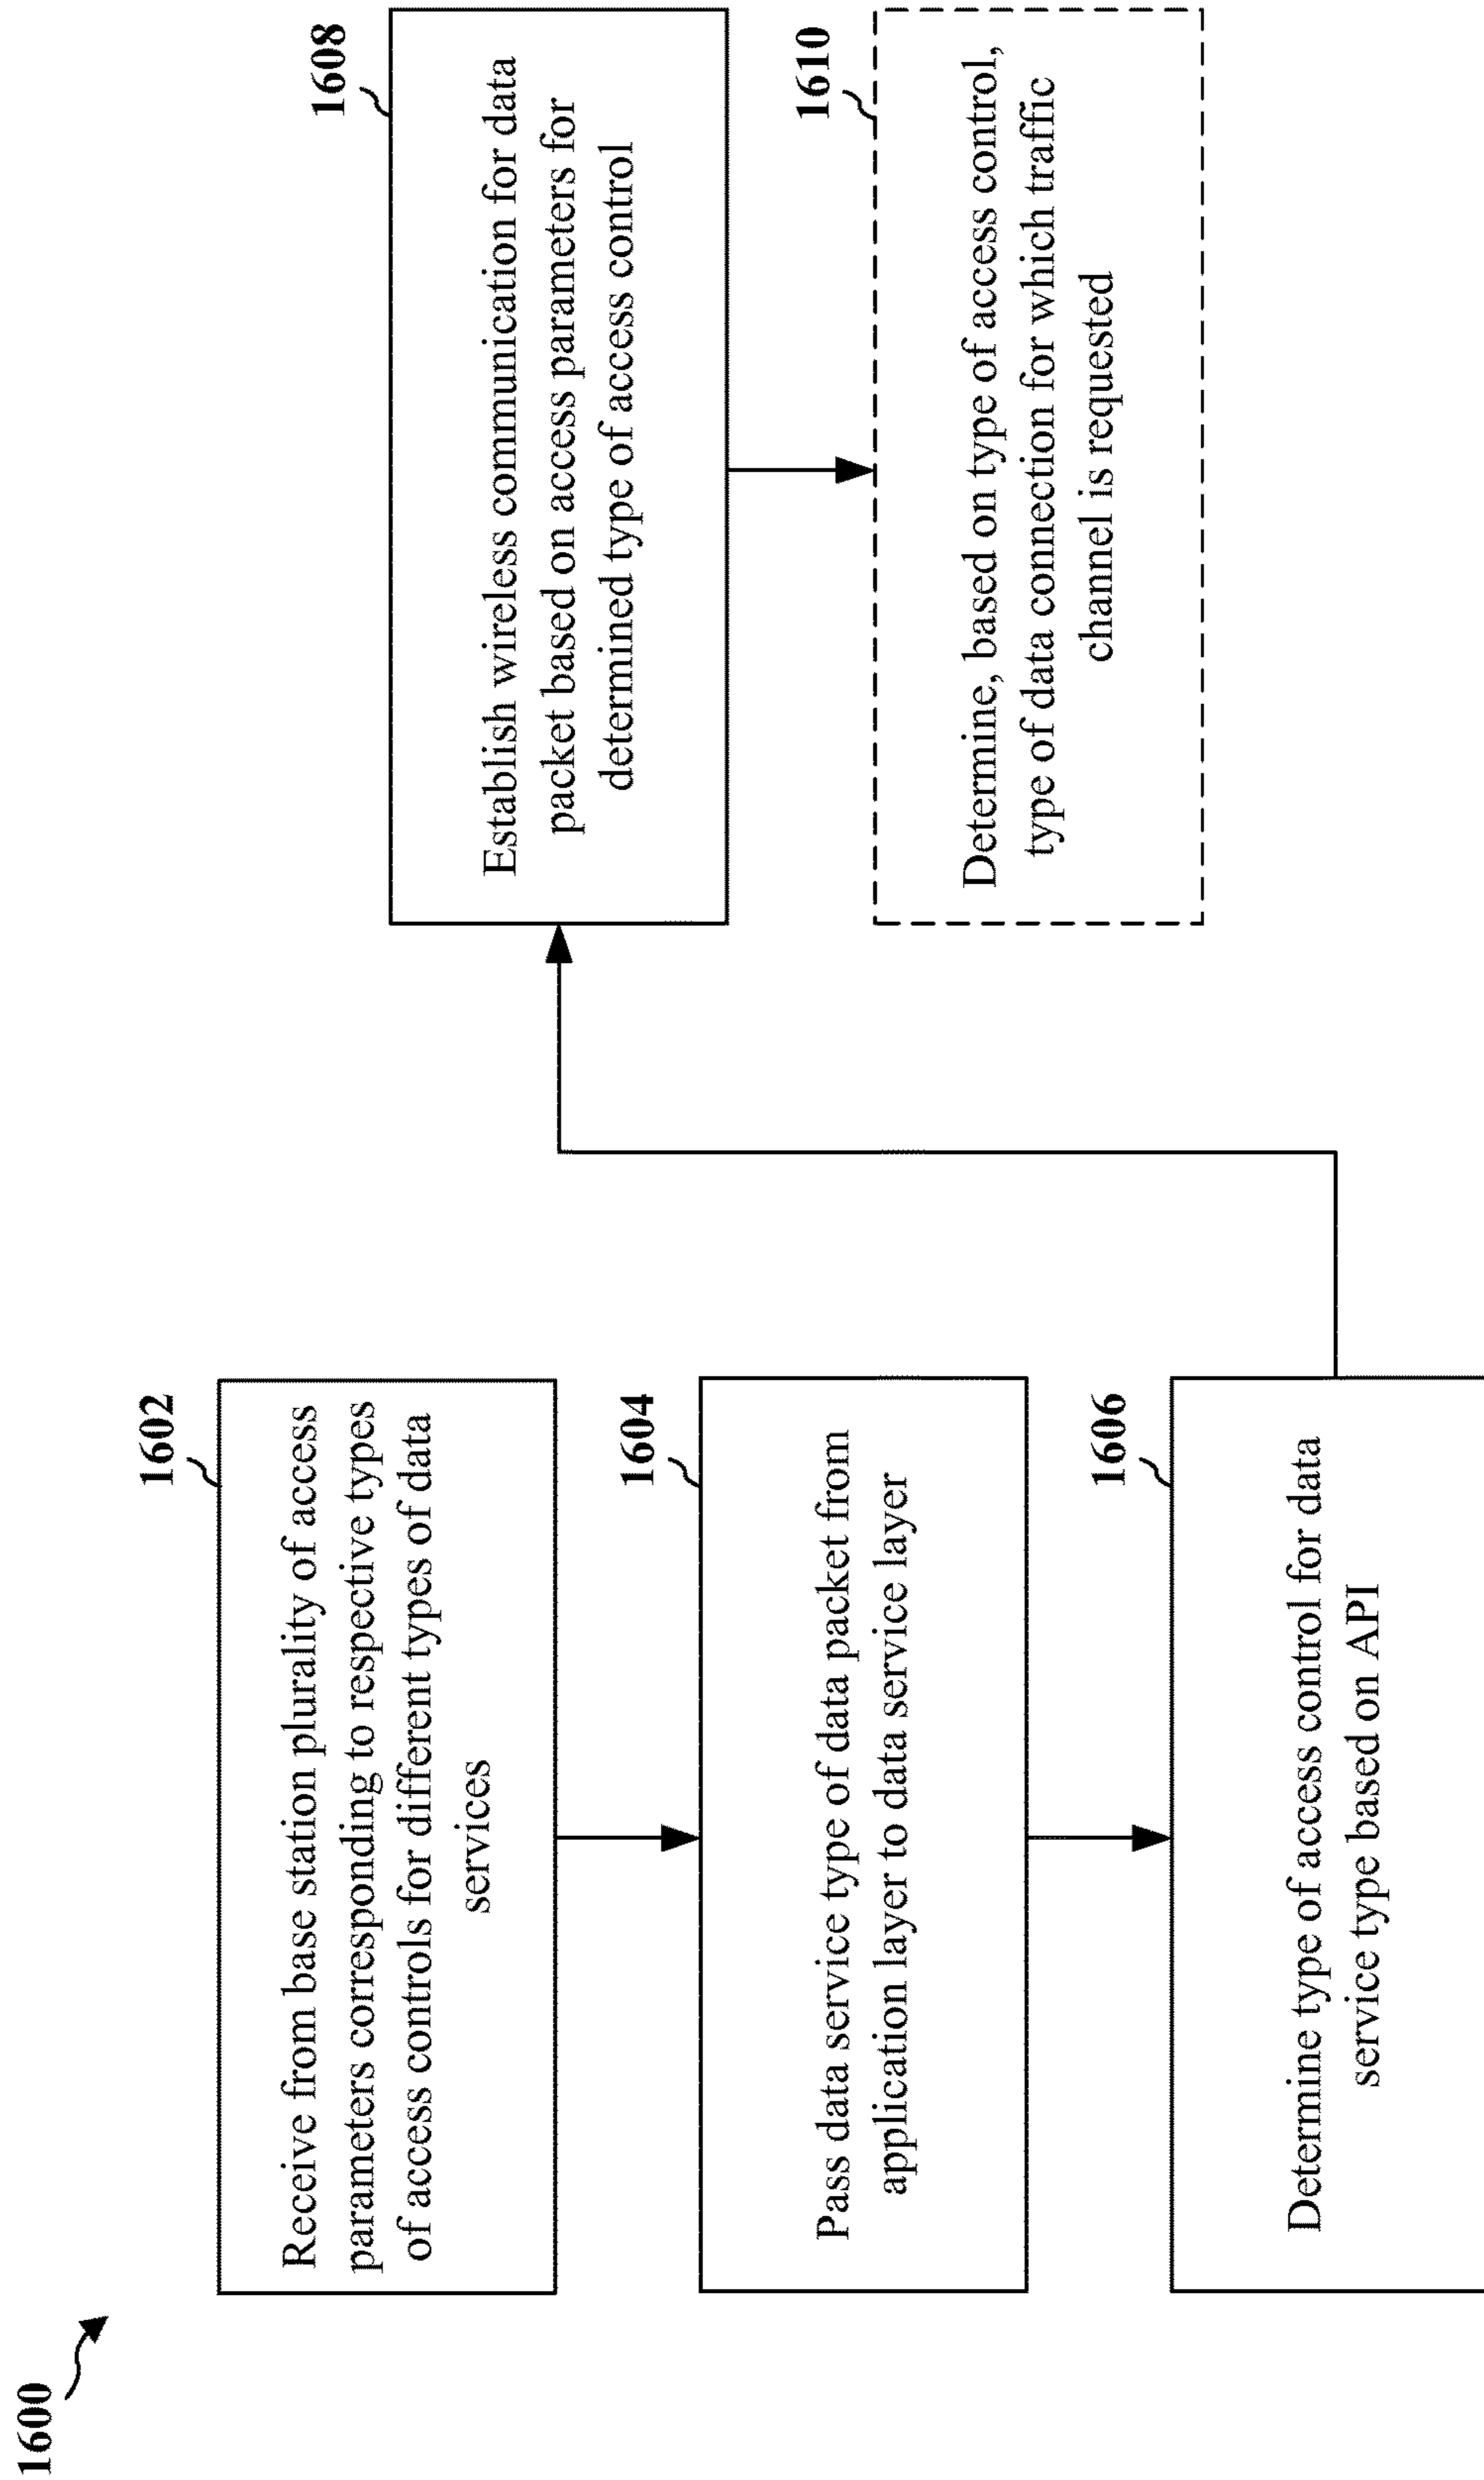 1600
1602
Receive from base station plurality of access
parameters corresponding to respective types
of access controls for different types of data
services
1604
Pass data service type of data packet from
application layer to data service layer
1606
Determine type of access control for data
service type based on API
1608
Establish wireless communication for data
packet based on access parameters for
determined type of access control
1610
Determine, based on type of access control,
type of data connection for which traffic
channel is requested